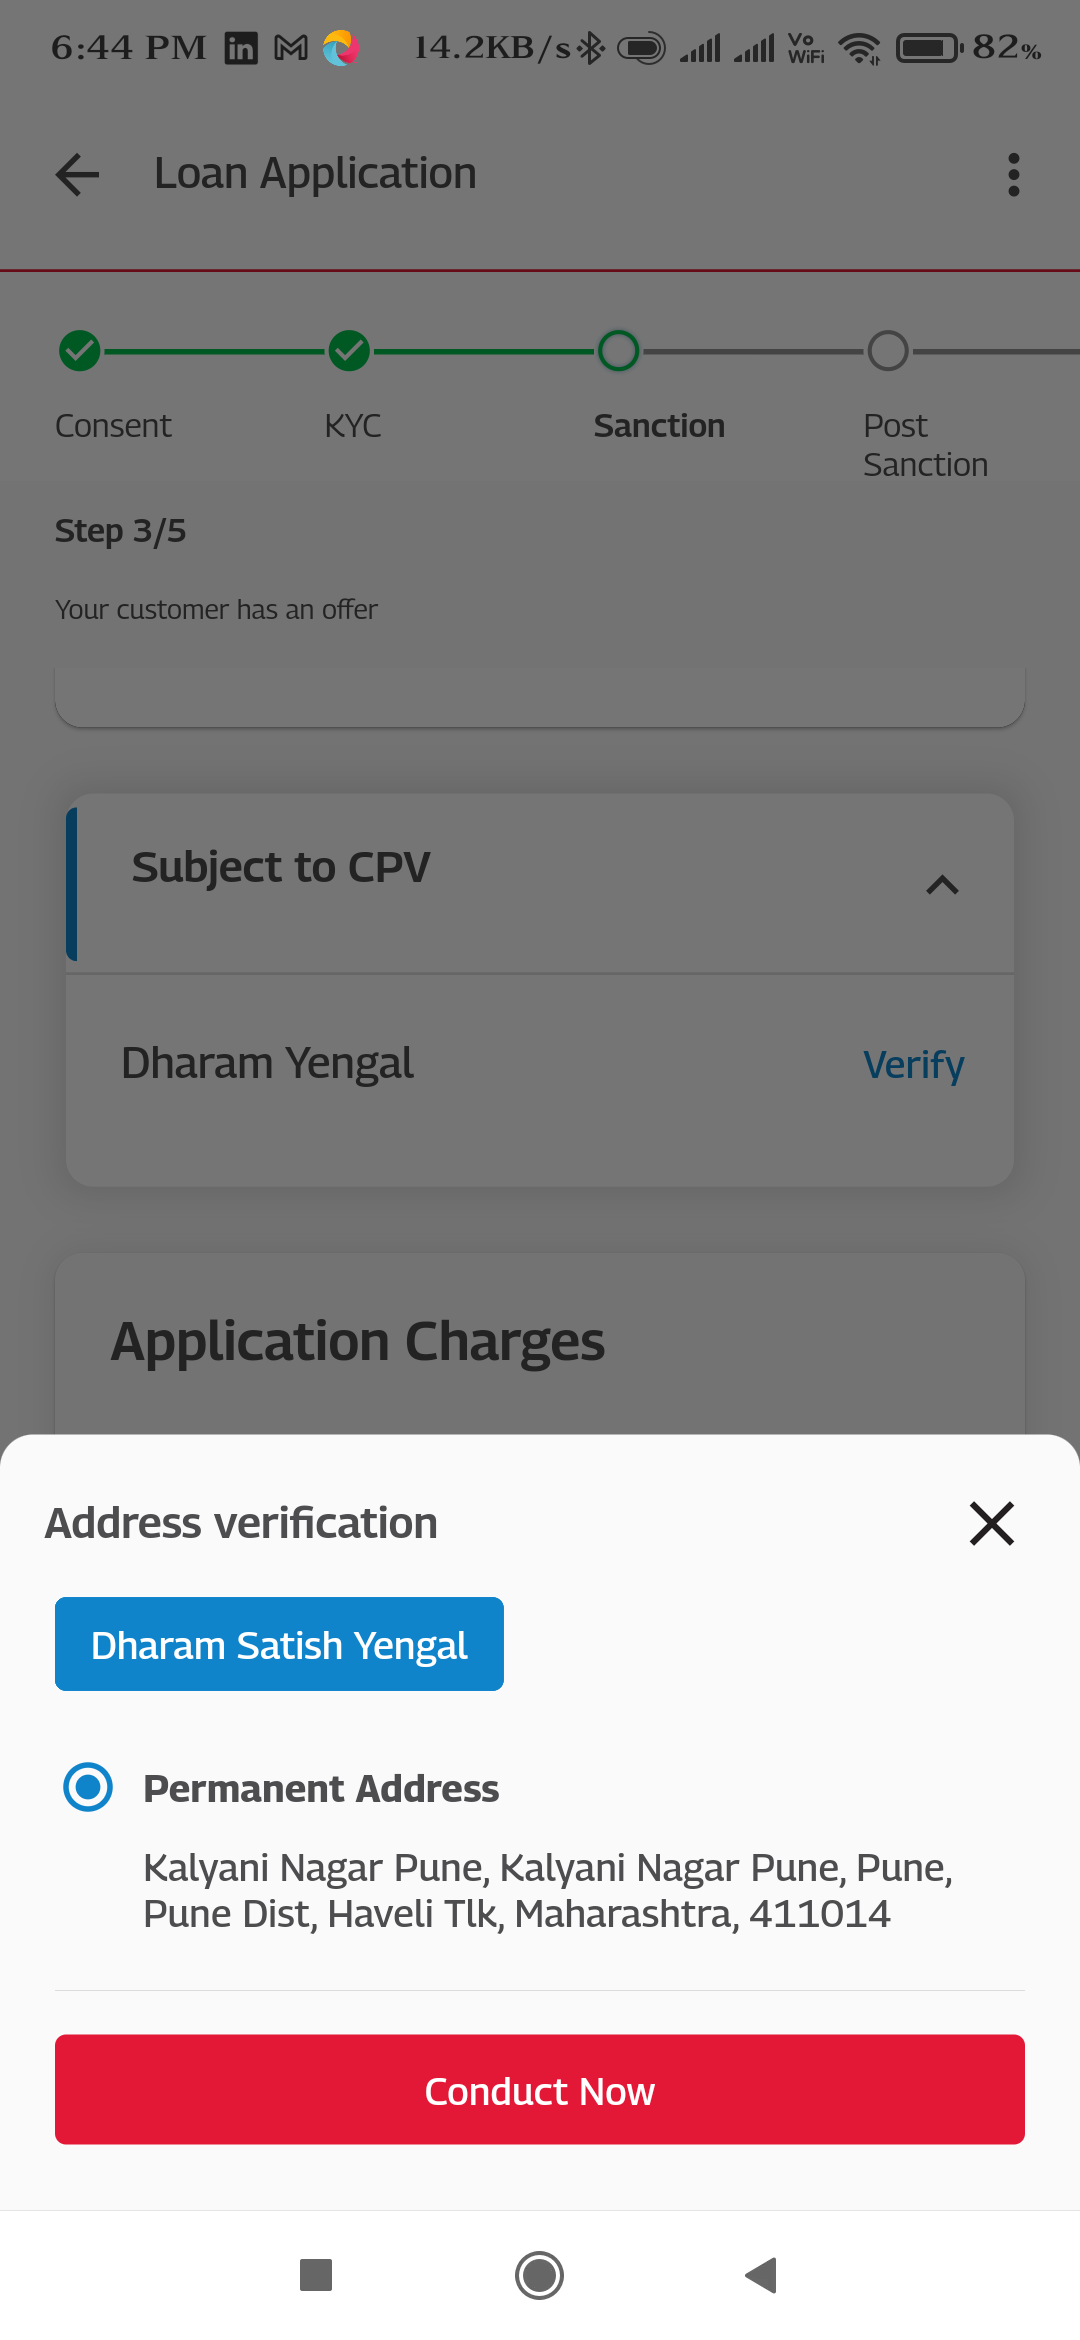 6:44 PM 14.2KB/s Vo WiFi 82%
Loan Application
Consent KYC Sanction Post
Sanction
Step 3/5
Your customer has an offer
Subject to CPV
Dharam Yengal Verify
Application Charges
Address verification
Dharam Satish Yengal
Permanent Address
Kalyani Nagar Pune, Kalyani Nagar Pune, Pune,
Pune Dist, Haveli Tlk, Maharashtra, 411014
Conduct Now